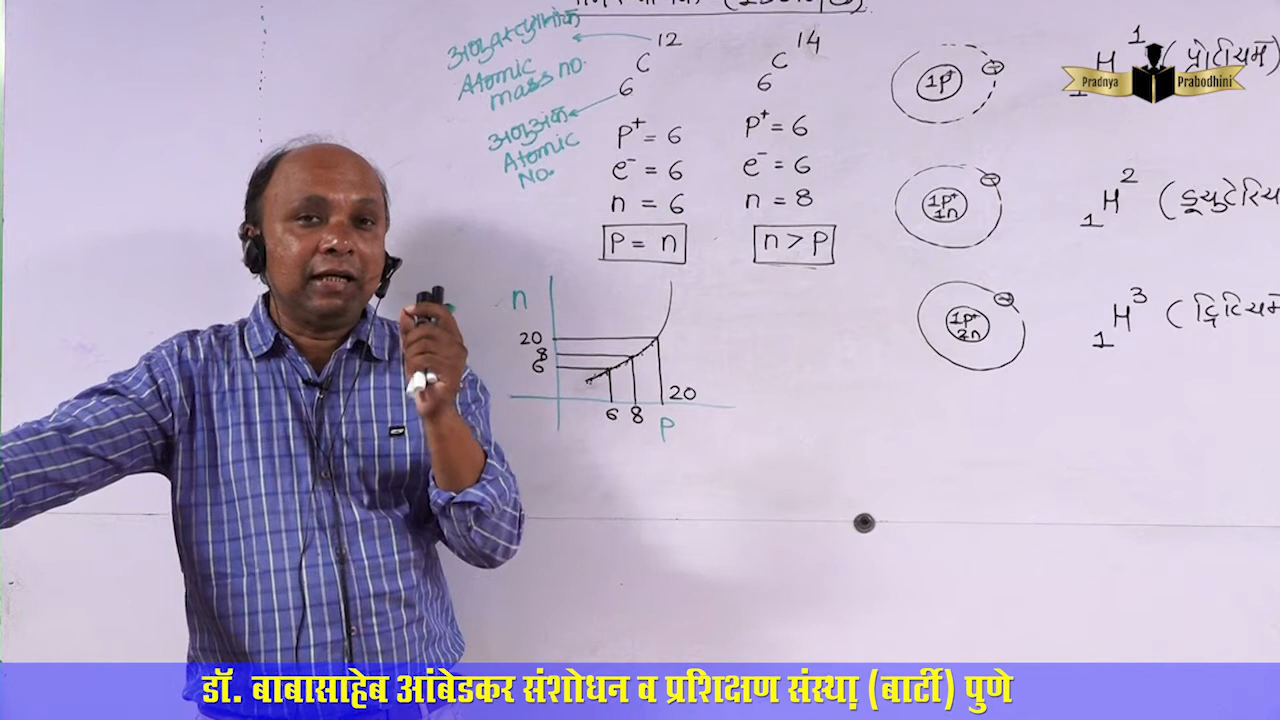 (Isotopes)
अणुवस्तुमानांक
Atomic
mass no.
12
C
6
अणुअंक
Atomic
No.
P⁺ = 6
e⁻ = 6
n = 6
P = n
14
C
6
P⁺ = 6
e⁻ = 6
n = 8
n > P
1P⁺
₁H¹ (प्रोटियम)
Pradnya Prabodhini
1P⁺
1n
₁H² (ड्यूटेरिय
1P⁺
2n
₁H³ (ट्रिटियम
n
20
8
6
6 8 20
P
डॉ. बाबासाहेब आंबेडकर संशोधन व प्रशिक्षण संस्था (बार्टी) पुणे